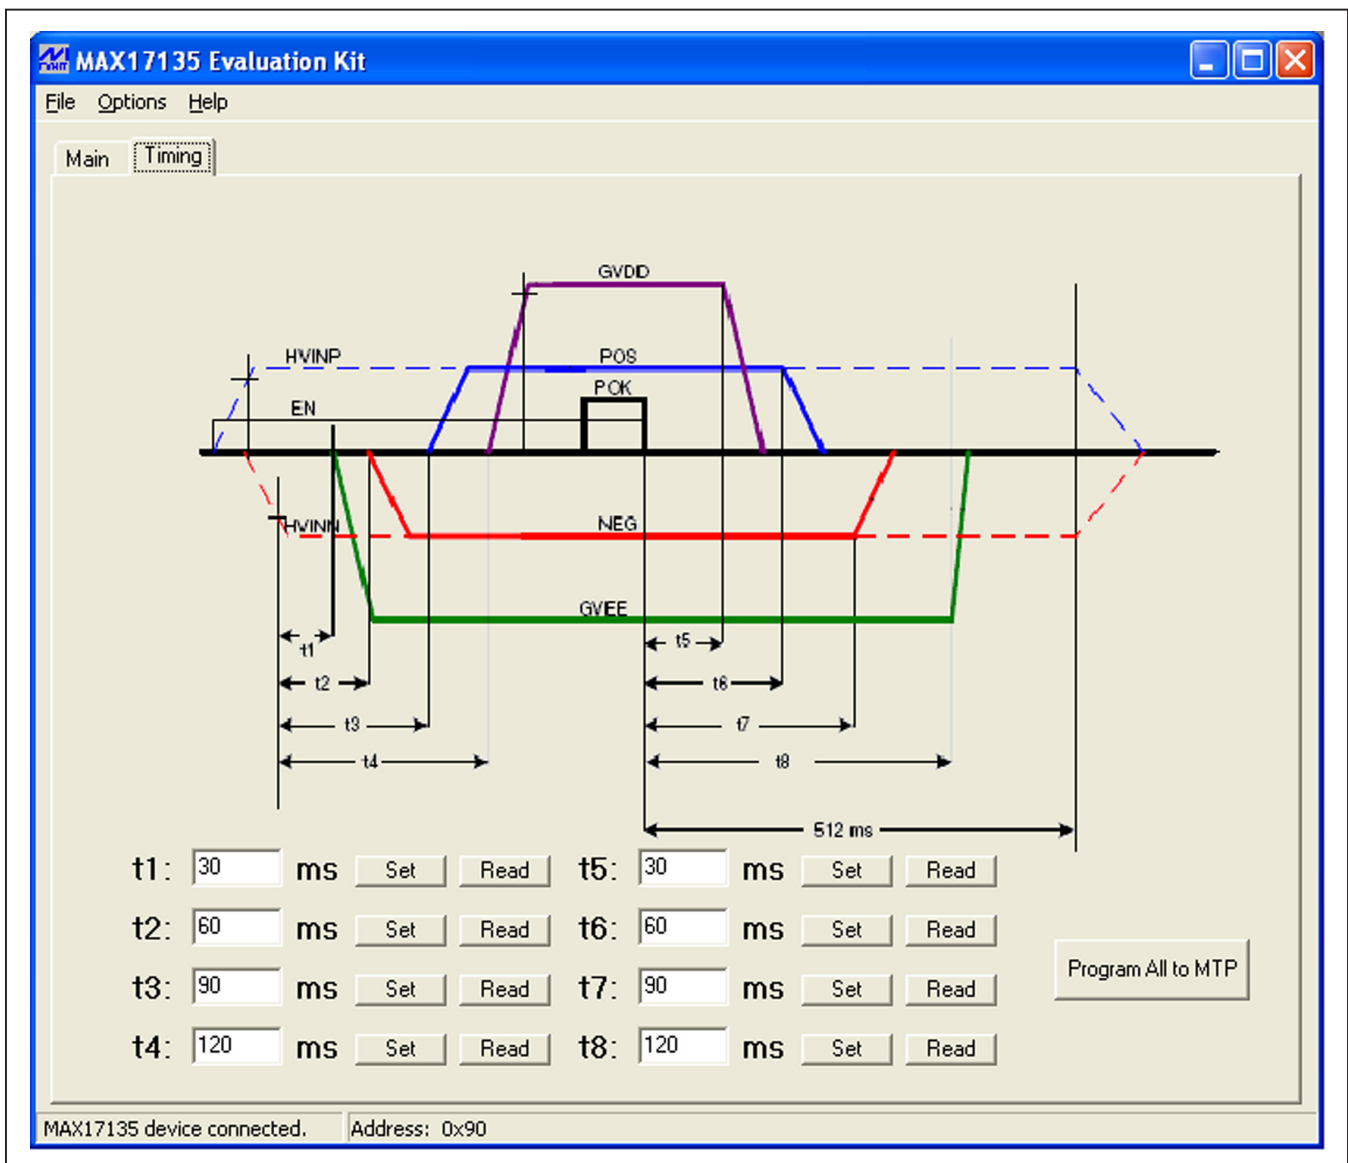 MAX17135 Evaluation Kit
File Options Help
Main Timing
GVDD
HVINP POS
POK
EN
HVINN NEG
GVEE
t1 t5
t2 t6
t3 t7
t4 t8
512 ms
t1: 30 ms Set Read t5: 30 ms Set Read
t2: 60 ms Set Read t6: 60 ms Set Read
Program All to MTP
t3: 90 ms Set Read t7: 90 ms Set Read
t4: 120 ms Set Read t8: 120 ms Set Read
MAX17135 device connected. Address: 0x90